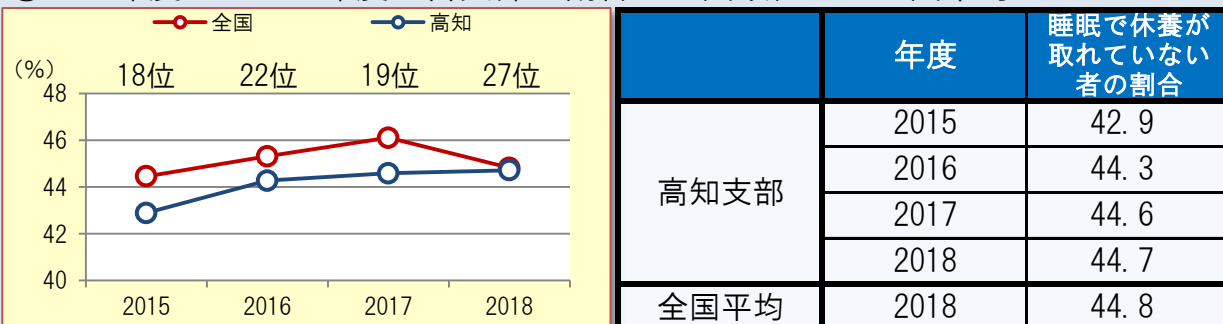 全国 高知
(%) 18位 22位 19位 27位
48
46
44
42
40
2015 2016 2017 2018
年度 睡眠で休養が
取れていない
者の割合
高知支部 2015 42.9
2016 44.3
2017 44.6
2018 44.7
全国平均 2018 44.8